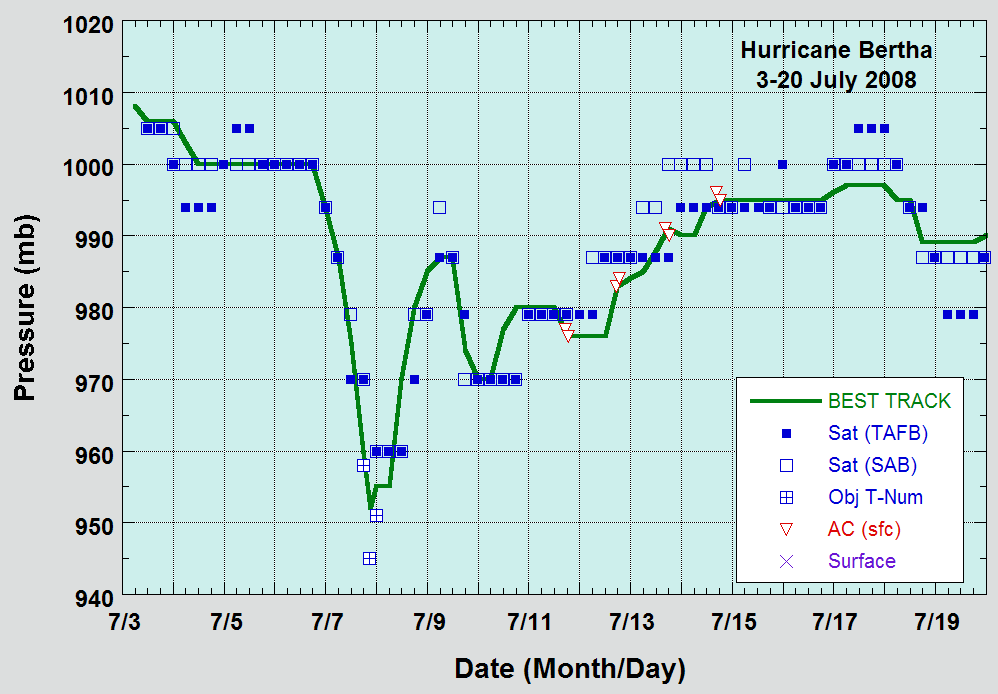 Hurricane Bertha
3-20 July 2008
1020
1010
1000
990
980
970
960
950
940
Pressure (mb)
BEST TRACK
Sat (TAFB)
Sat (SAB)
Obj T-Num
AC (sfc)
Surface
7/3 7/5 7/7 7/9 7/11 7/13 7/15 7/17 7/19
Date (Month/Day)